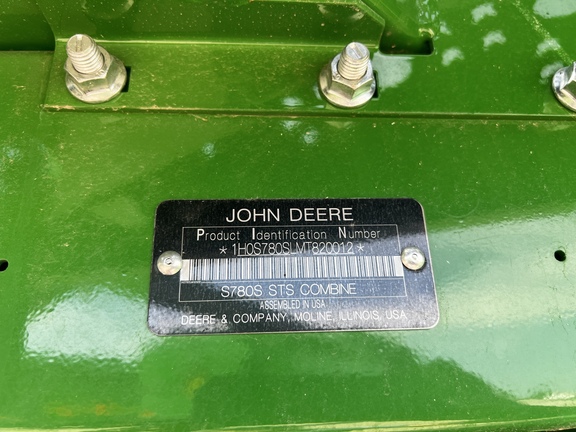 JOHN DEERE
Product Identification Number
*1H0S780SLMT820012*
S780S STS COMBINE
ASSEMBLED IN USA
DEERE & COMPANY, MOLINE, ILLINOIS, USA